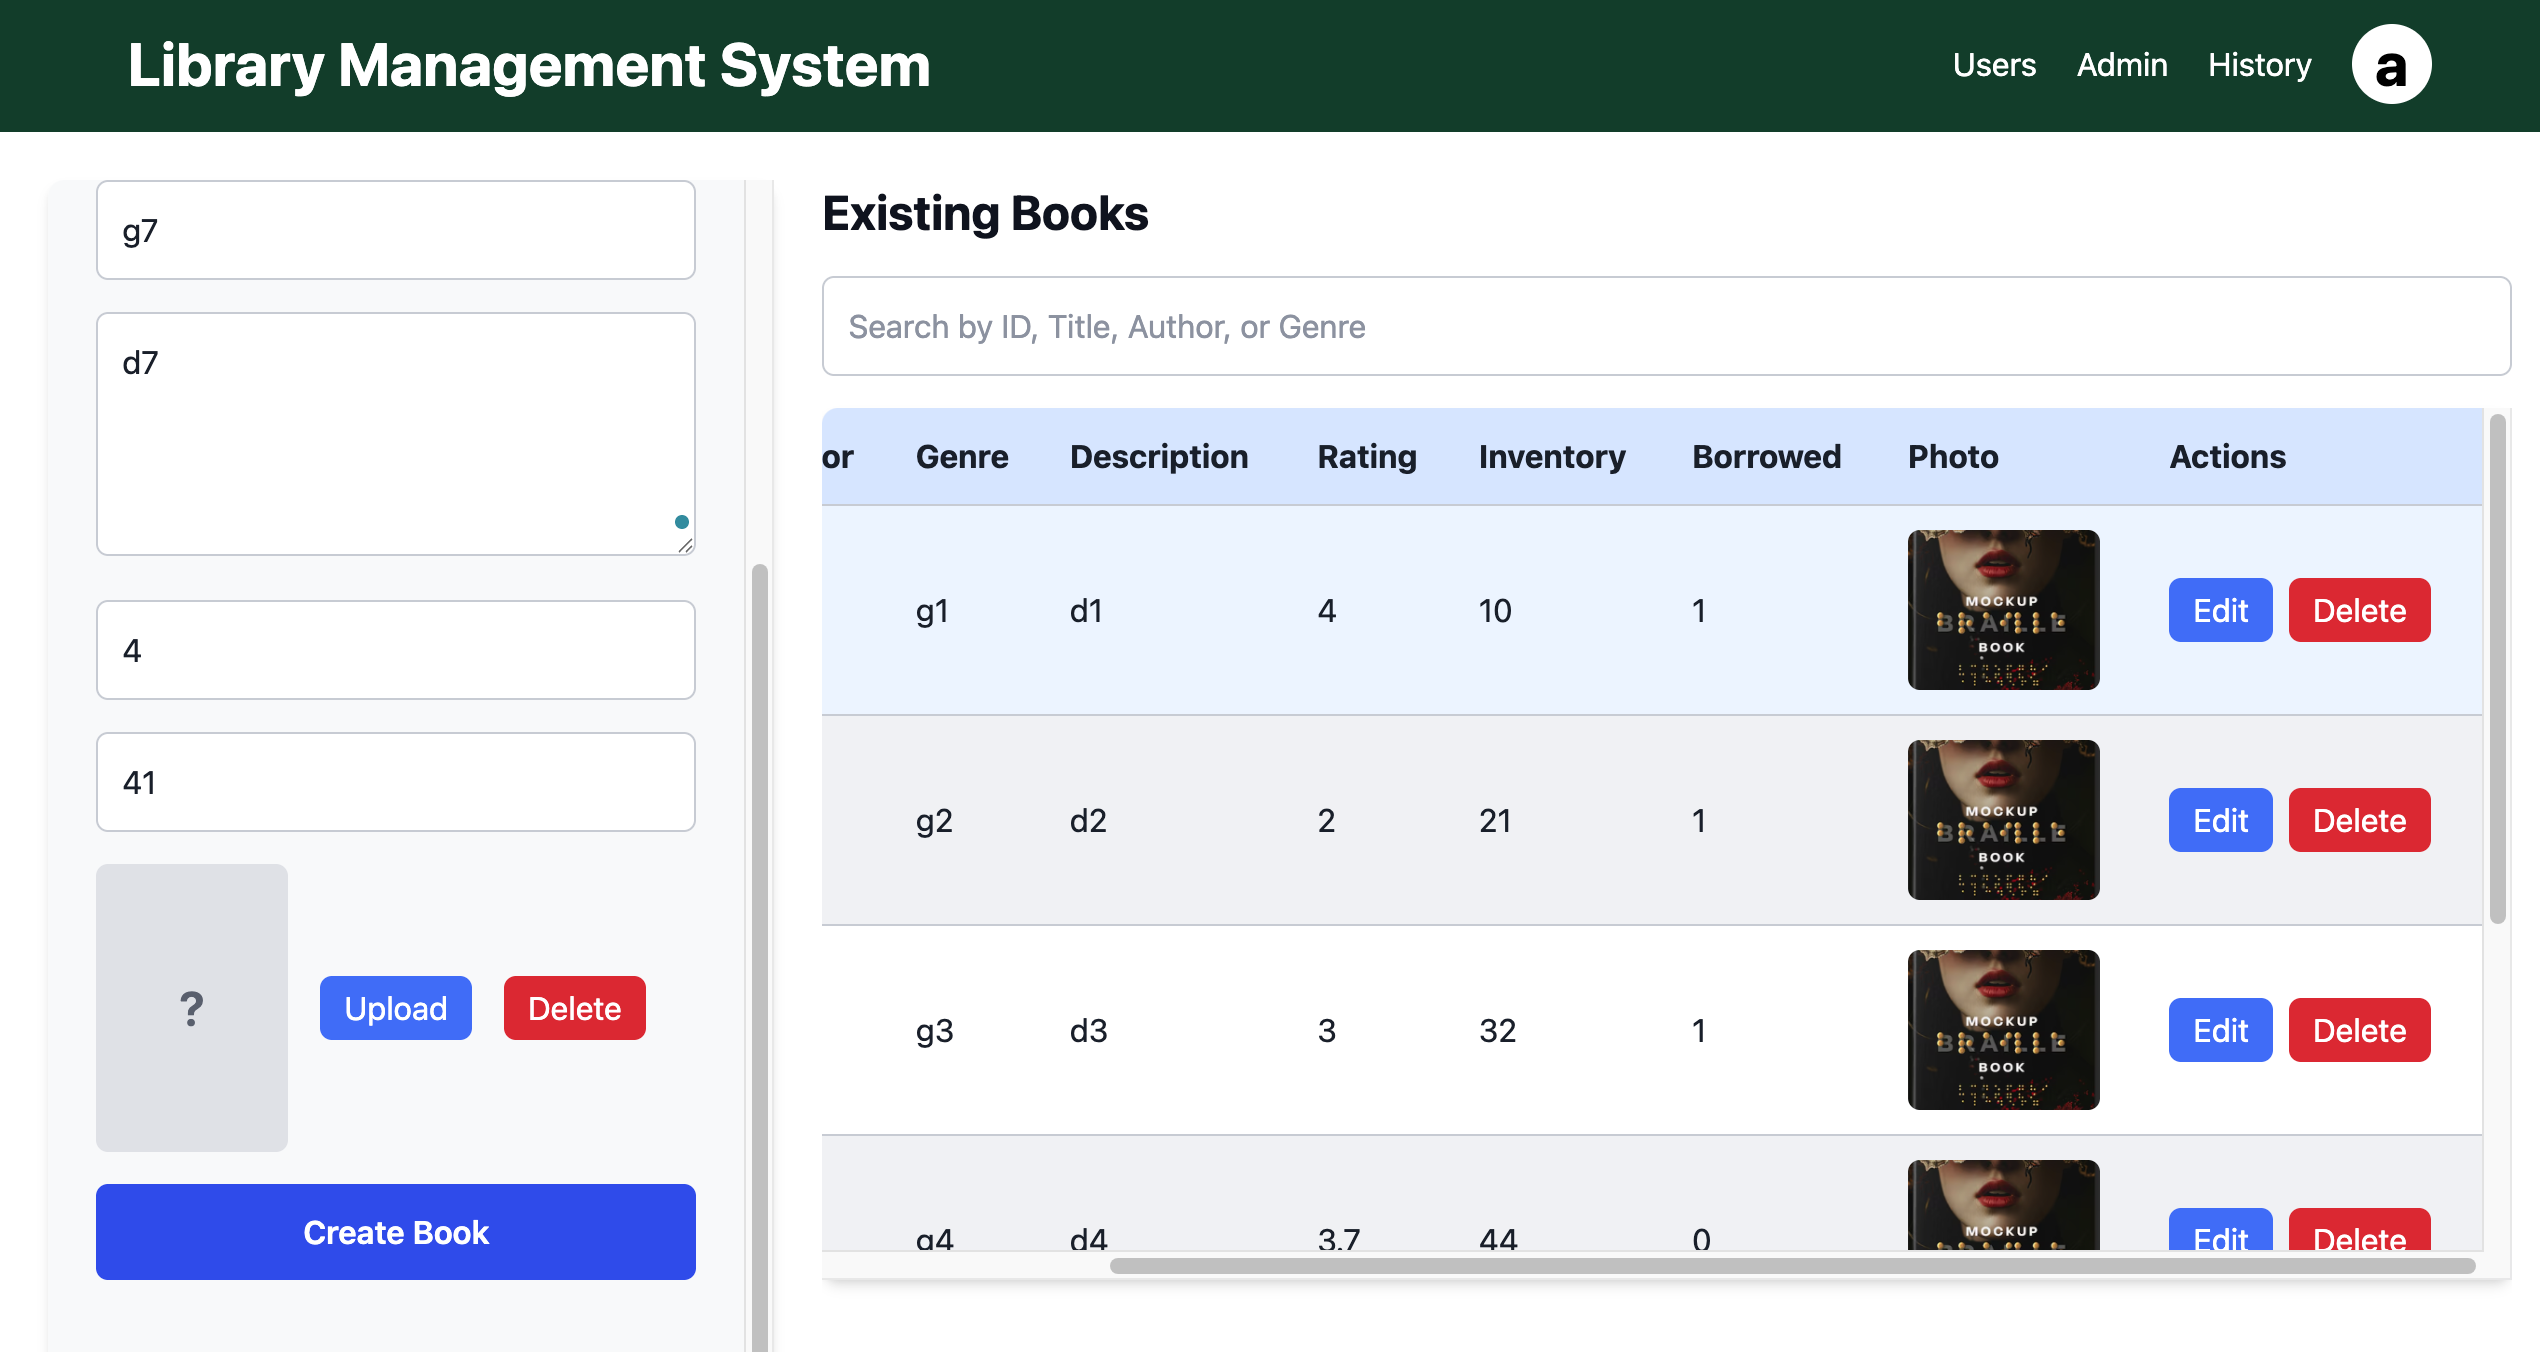 Library Management System
Users Admin History a
g7
d7
4
41
?
Upload Delete
Create Book
Existing Books
Search by ID, Title, Author, or Genre
or Genre Description Rating Inventory Borrowed Photo Actions
g1 d1 4 10 1 Edit Delete
MOCKUP
BRAILLE
BOOK
g2 d2 2 21 1 Edit Delete
MOCKUP
BRAILLE
BOOK
g3 d3 3 32 1 Edit Delete
MOCKUP
BRAILLE
BOOK
g4 d4 3.7 44 0 Edit Delete
MOCKUP